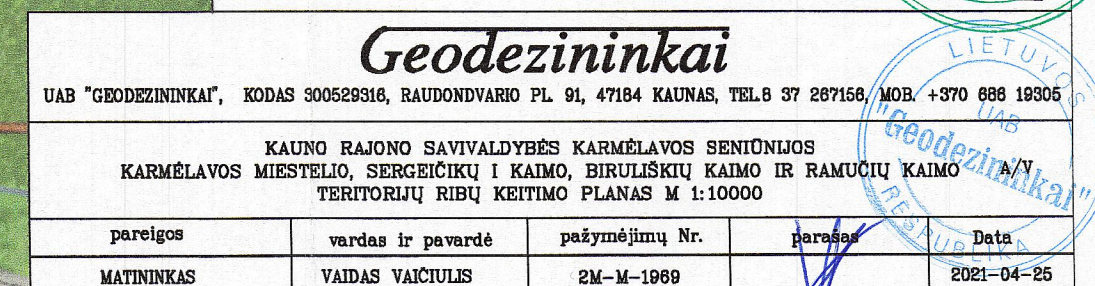 Geodezininkai
UAB "GEODEZININKAI", KODAS 300529316, RAUDONDVARIO PL. 91, 47184 KAUNAS, TEL.8 37 267156, MOB. +370 686 19305
KAUNO RAJONO SAVIVALDYBĖS KARMĖLAVOS SENIŪNIJOS
KARMĖLAVOS MIESTELIO, SERGEIČIKŲ I KAIMO, BIRULIŠKIŲ KAIMO IR RAMUČIŲ KAIMO A/V
TERITORIJŲ RIBŲ KEITIMO PLANAS M 1:10000
LIETUVOS
UAB
"Geodezininkai"
RESPUBLIKA
pareigos vardas ir pavardė pažymėjimų Nr. parašas Data
MATININKAS VAIDAS VAIČIULIS 2M-M-1969 2021-04-25